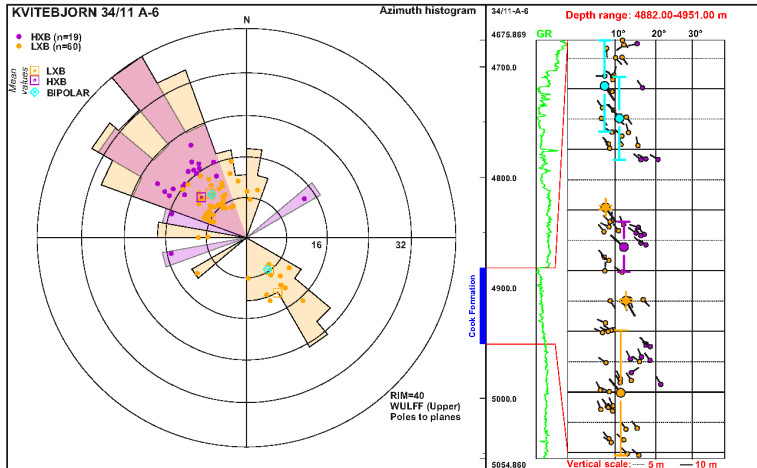 KVITEBJORN 34/11 A-6
Azimuth histogram
N
HXB (n=19)
LXB (n=60)
Mean
values
LXB
HXB
BIPOLAR
16
32
RIM=40
WULFF (Upper)
Poles to planes
34/11-A-6
Depth range: 4882.00-4951.00 m
4675.869
GR
10°
20°
30°
4700.0
4800.0
4900.0
Cook Formation
5000.0
5054.860
Vertical scale: 5 m 10 m